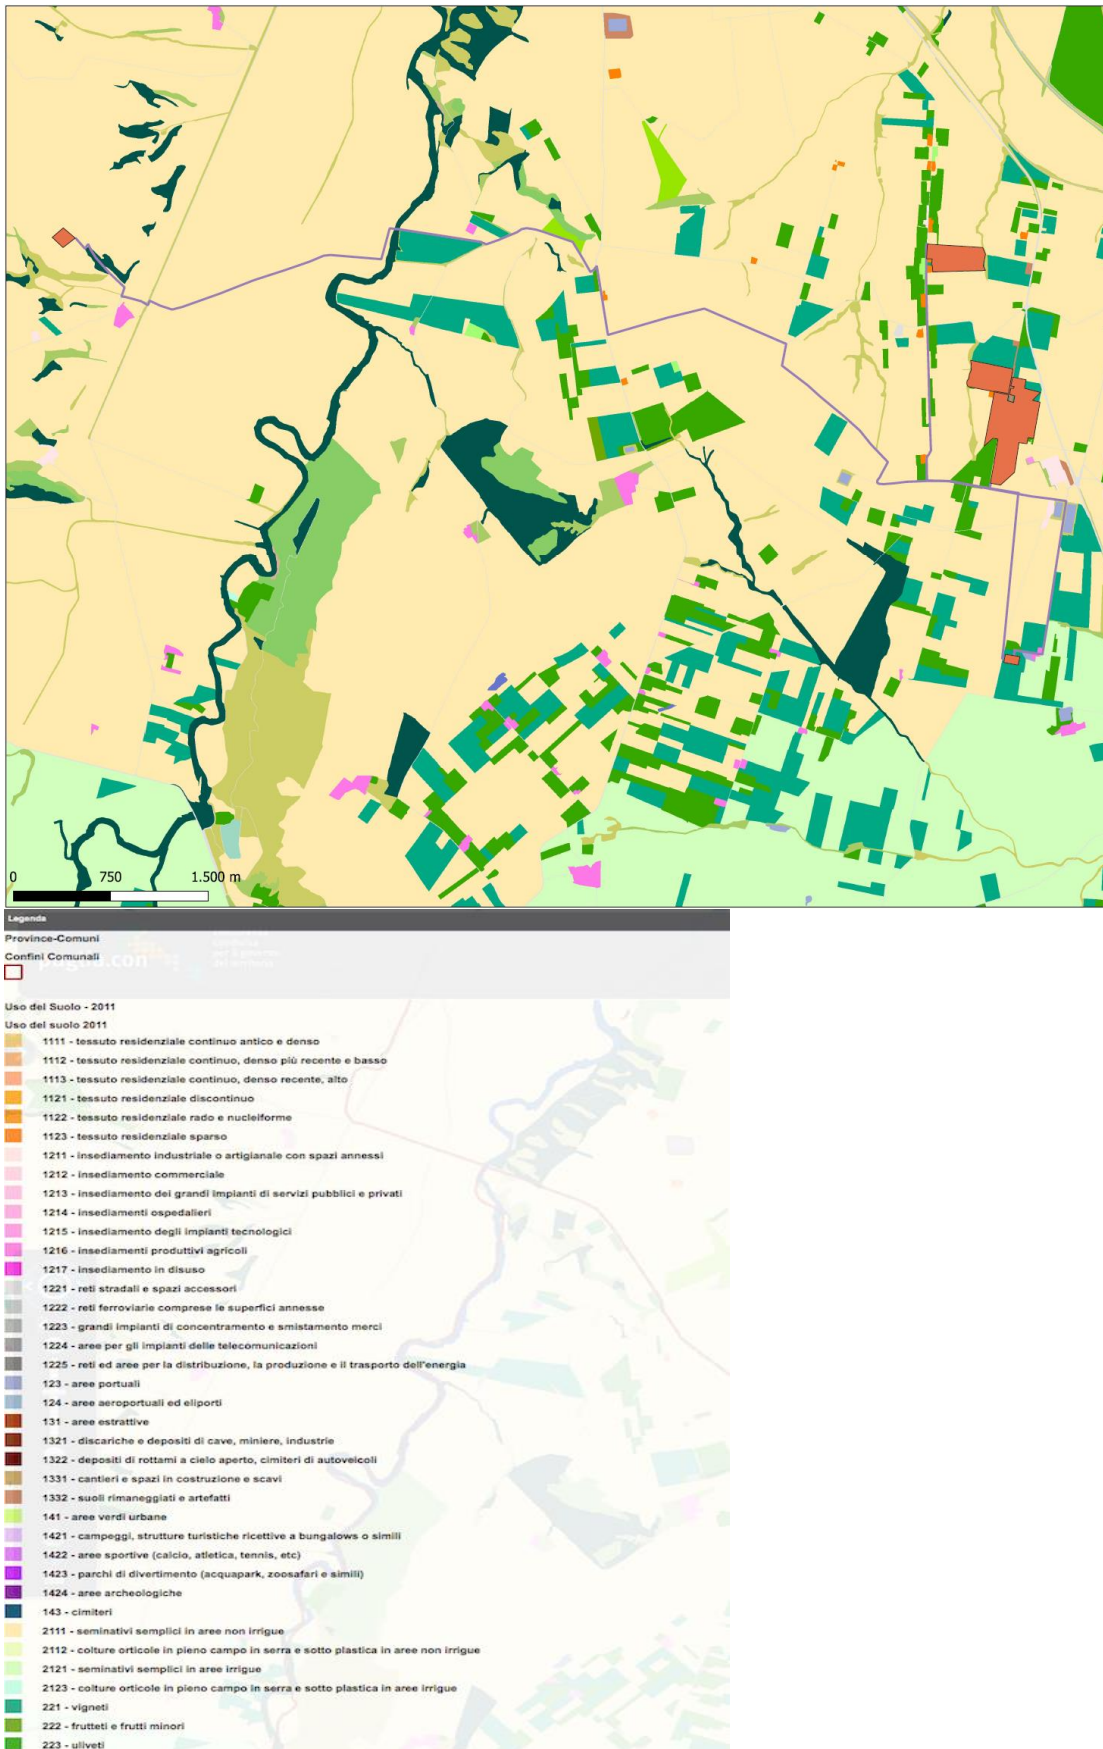 0 750 1.500 m
Legenda
Province-Comuni
Confini Comunali
puglia.con
Uso del Suolo - 2011
Uso del suolo 2011
1111 - tessuto residenziale continuo antico e denso
1112 - tessuto residenziale continuo, denso più recente e basso
1113 - tessuto residenziale continuo, denso recente, alto
1121 - tessuto residenziale discontinuo
1122 - tessuto residenziale rado e nucleiforme
1123 - tessuto residenziale sparso
1211 - insediamento industriale o artigianale con spazi annessi
1212 - insediamento commerciale
1213 - insediamento dei grandi impianti di servizi pubblici e privati
1214 - insediamenti ospedalieri
1215 - insediamento degli impianti tecnologici
1216 - insediamenti produttivi agricoli
1217 - insediamento in disuso
1221 - reti stradali e spazi accessori
1222 - reti ferroviarie comprese le superfici annesse
1223 - grandi impianti di concentramento e smistamento merci
1224 - aree per gli impianti delle telecomunicazioni
1225 - reti ed aree per la distribuzione, la produzione e il trasporto dell'energia
123 - aree portuali
124 - aree aeroportuali ed eliporti
131 - aree estrattive
1321 - discariche e depositi di cave, miniere, industrie
1322 - depositi di rottami a cielo aperto, cimiteri di autoveicoli
1331 - cantieri e spazi in costruzione e scavi
1332 - suoli rimaneggiati e artefatti
141 - aree verdi urbane
1421 - campeggi, strutture turistiche ricettive a bungalows o simili
1422 - aree sportive (calcio, atletica, tennis, etc)
1423 - parchi di divertimento (acquapark, zoosafari e simili)
1424 - aree archeologiche
143 - cimiteri
2111 - seminativi semplici in aree non irrigue
2112 - colture orticole in pieno campo in serra e sotto plastica in aree non irrigue
2121 - seminativi semplici in aree irrigue
2123 - colture orticole in pieno campo in serra e sotto plastica in aree irrigue
221 - vigneti
222 - frutteti e frutti minori
223 - uliveti